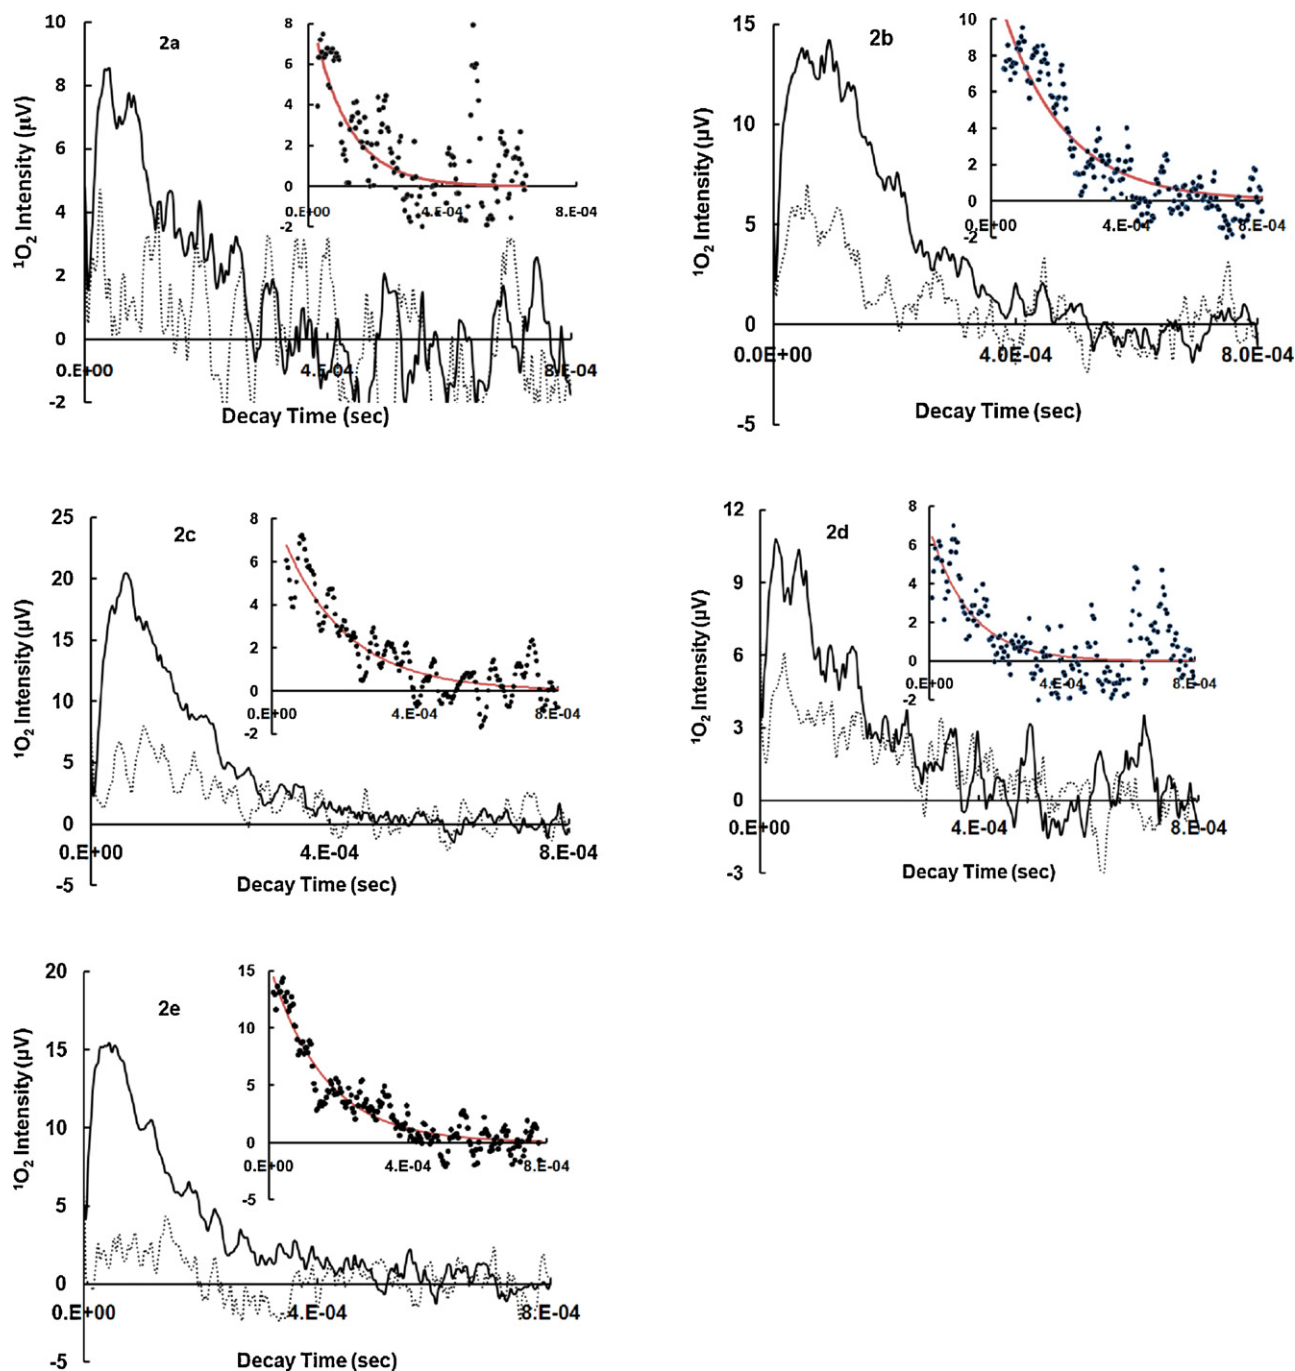 2a
¹O₂ Intensity (µV)
10
8
6
4
2
0
-2
0.E+00
4.E-04
8.E-04
Decay Time (sec)
8
6
4
2
0
-2
0.E+00
4.E-04
8.E-04
2b
¹O₂ Intensity (µV)
15
10
5
0
-5
0.0E+00
4.0E-04
8.0E-04
Decay Time (sec)
10
8
6
4
2
0
-2
0.E+00
4.E-04
8.E-04
2c
¹O₂ Intensity (µV)
25
20
15
10
5
0
-5
0.E+00
4.E-04
8.E-04
Decay Time (sec)
8
6
4
2
0
-2
0.E+00
4.E-04
8.E-04
2d
¹O₂ Intensity (µV)
12
9
6
3
0
-3
0.E+00
4.E-04
8.E-04
Decay Time (sec)
8
6
4
2
0
-2
0.E+00
4.E-04
8.E-04
2e
¹O₂ Intensity (µV)
20
15
10
5
0
-5
0.E+00
4.E-04
8.E-04
Decay Time (sec)
15
10
5
0
-5
0.E+00
4.E-04
8.E-04